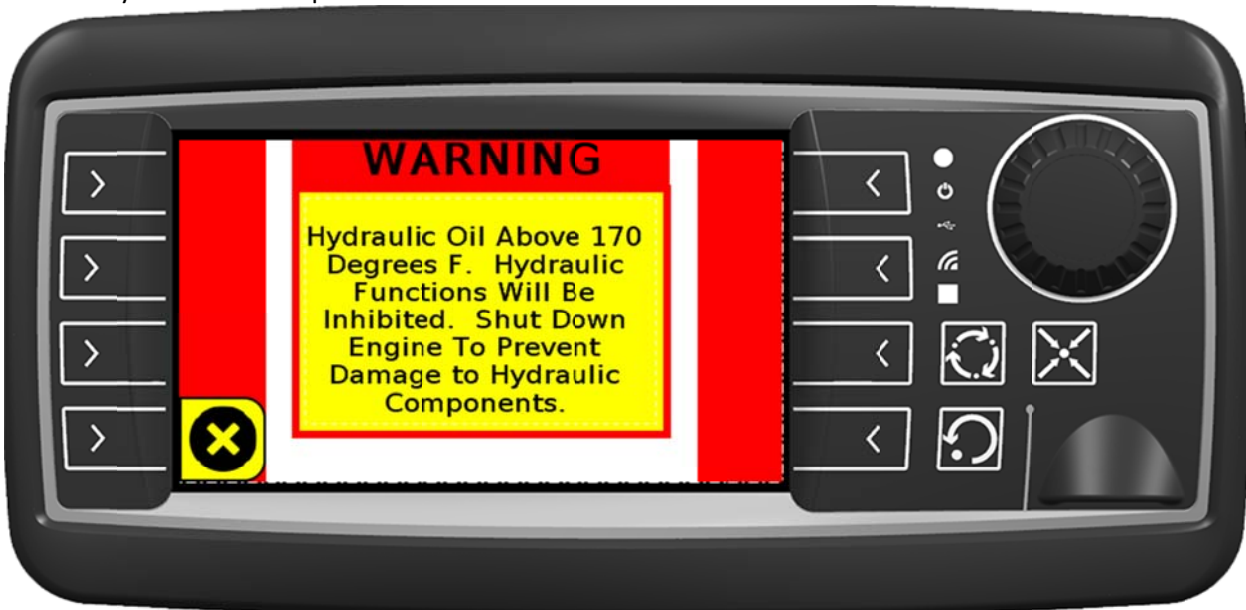 WARNING
Hydraulic Oil Above 170
Degrees F.  Hydraulic
Functions Will Be
Inhibited.  Shut Down
Engine To Prevent
Damage to Hydraulic
Components.